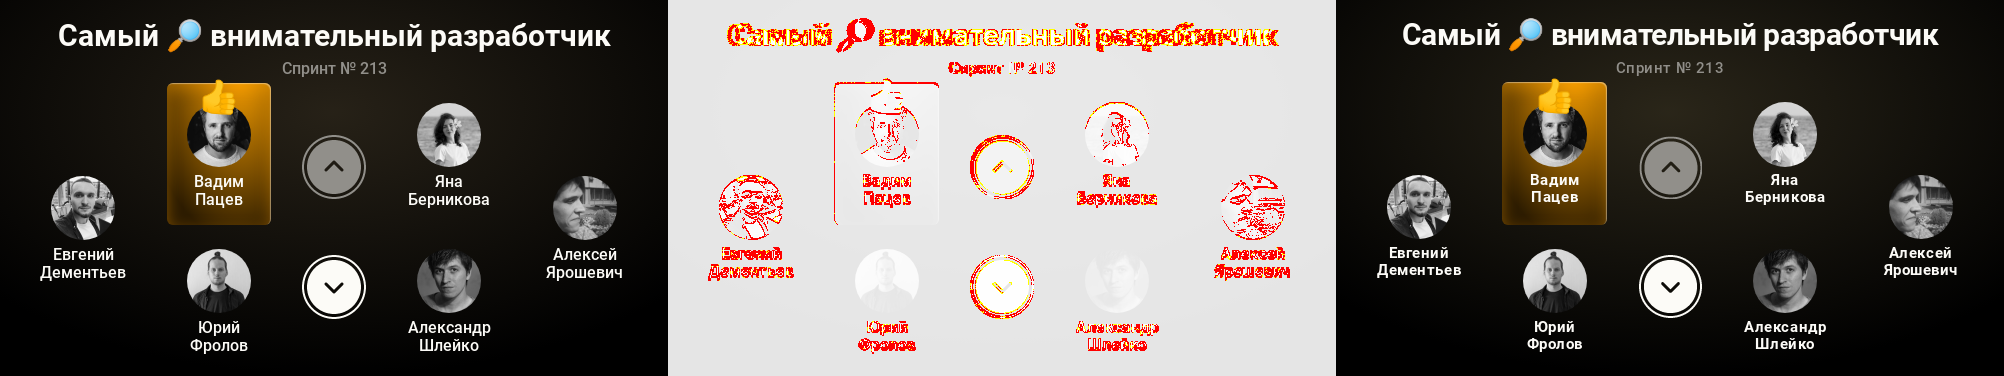 Самый 🔎 внимательный разработчик
Спринт № 213
Вадим
Пацев
Яна
Берникова
Евгений
Дементьев
Алексей
Ярошевич
Юрий
Фролов
Александр
Шлейко
Самый 🔎 внимательный разработчик
Спринт № 213
Вадим
Пацев
Яна
Берникова
Евгений
Дементьев
Алексей
Ярошевич
Юрий
Фролов
Александр
Шлейко
Самый 🔎 внимательный разработчик
Спринт № 213
Вадим
Пацев
Яна
Берникова
Евгений
Дементьев
Алексей
Ярошевич
Юрий
Фролов
Александр
Шлейко